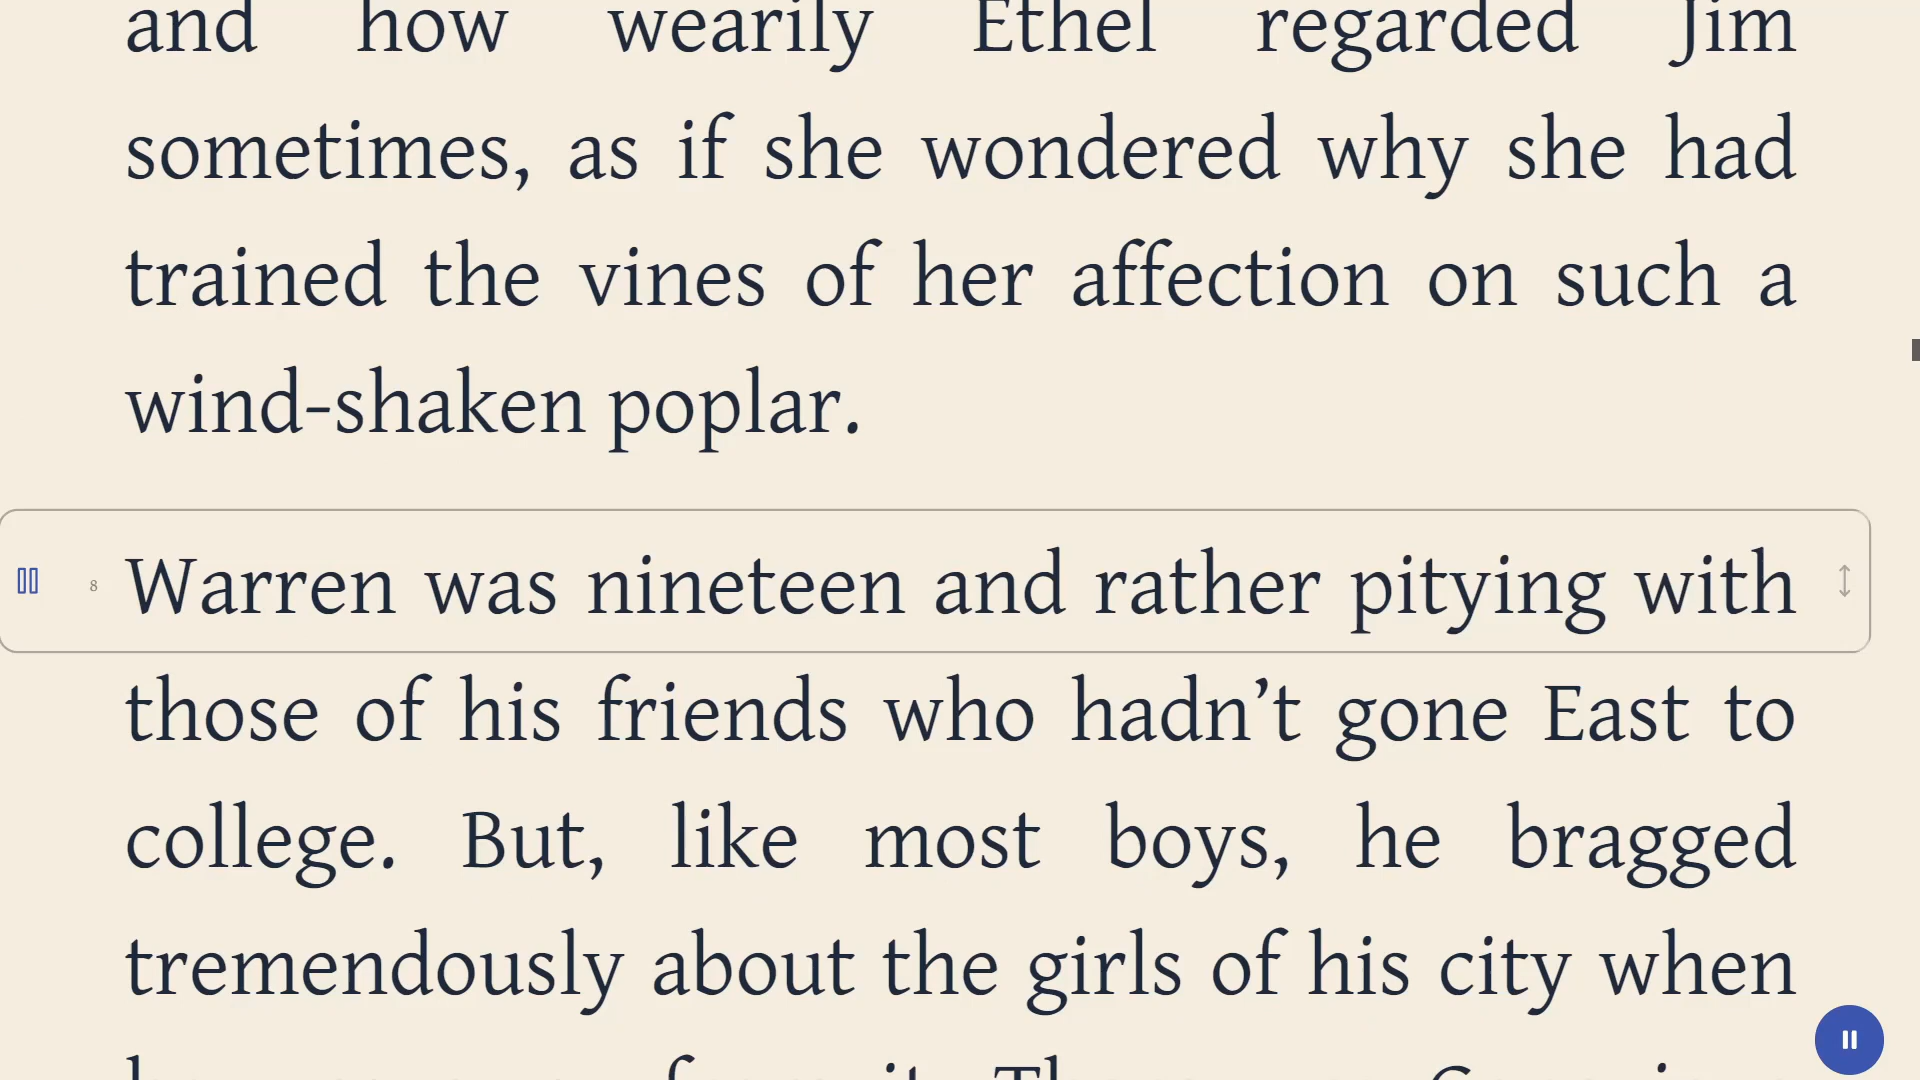 and how wearily Ethel regarded Jim
sometimes, as if she wondered why she had
trained the vines of her affection on such a
wind-shaken poplar.
8 Warren was nineteen and rather pitying with
those of his friends who hadn’t gone East to
college. But, like most boys, he bragged
tremendously about the girls of his city when